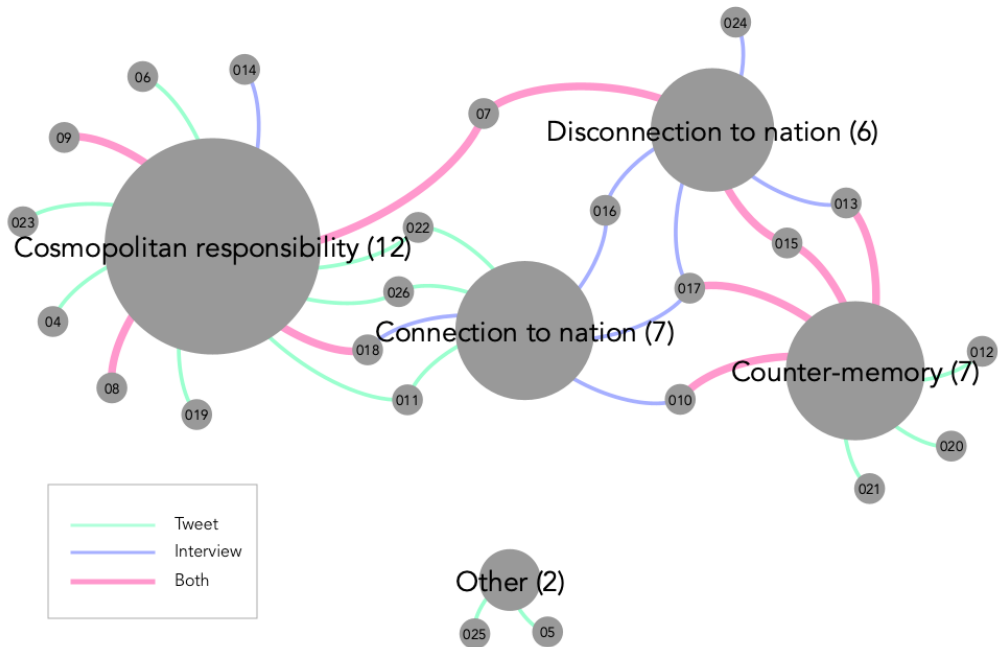 024
014
06
07
Disconnection to nation (6)
09
013
016
023
022
015
Cosmopolitan responsibility (12)
017
026
04
Connection to nation (7)
018
012
Counter-memory (7)
08
011
010
019
020
021
Tweet
Interview
Both
Other (2)
025
05